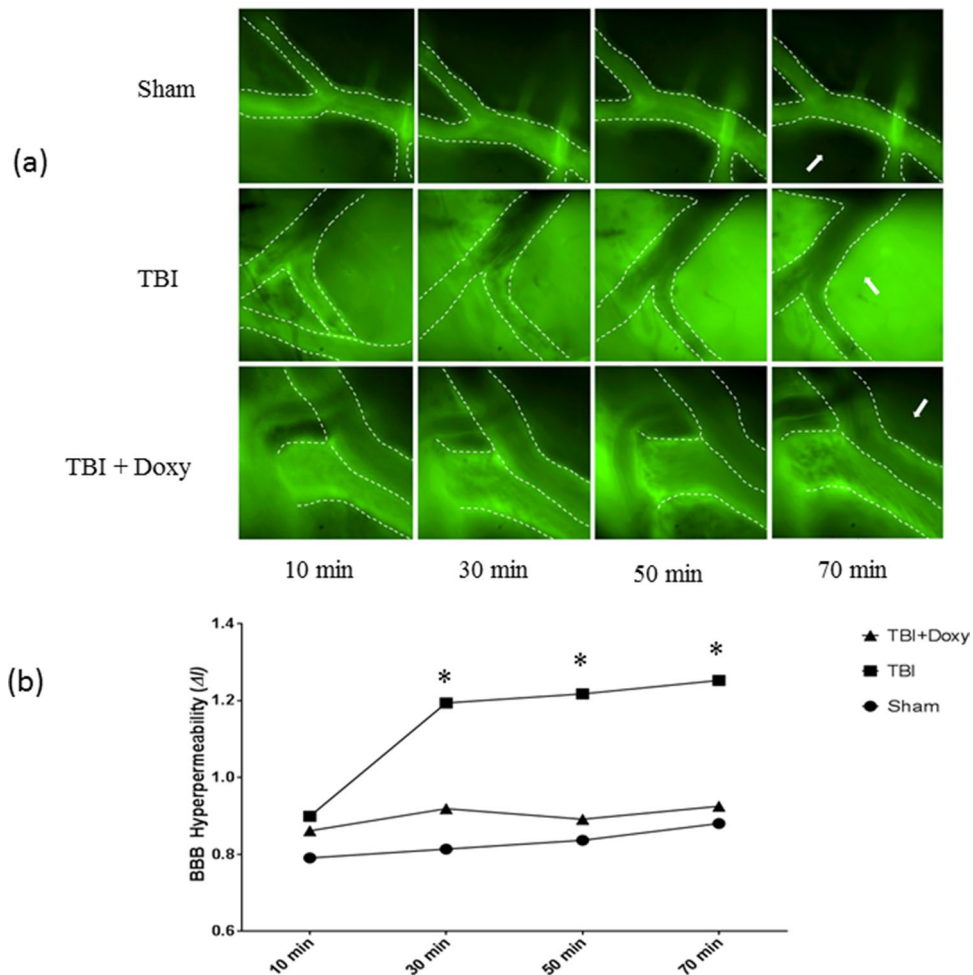 (a)
Sham
TBI
TBI + Doxy
10 min
30 min
50 min
70 min
(b)
BBB Hyperpermeability (ΔI)
1.4
1.2
1.0
0.8
0.6
* * *
10 min
30 min
50 min
70 min
TBI+Doxy
TBI
Sham